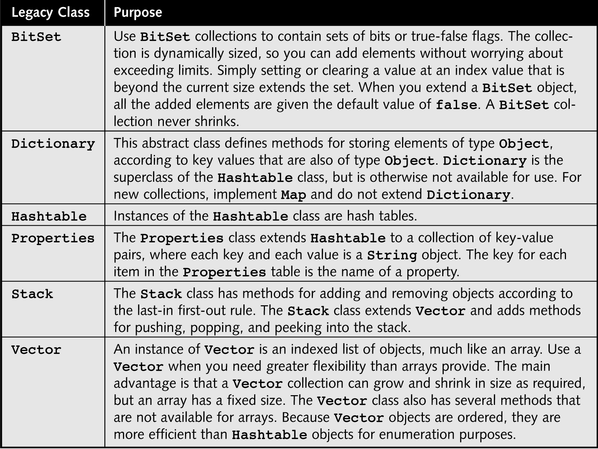 Legacy Class Purpose
BitSet Use BitSet collections to contain sets of bits or true-false flags. The collec-
tion is dynamically sized, so you can add elements without worrying about
exceeding limits. Simply setting or clearing a value at an index value that is
beyond the current size extends the set. When you extend a BitSet object,
all the added elements are given the default value of false. A BitSet col-
lection never shrinks.
Dictionary This abstract class defines methods for storing elements of type Object,
according to key values that are also of type Object. Dictionary is the
superclass of the Hashtable class, but is otherwise not available for use. For
new collections, implement Map and do not extend Dictionary.
Hashtable Instances of the Hashtable class are hash tables.
Properties The Properties class extends Hashtable to a collection of key-value
pairs, where each key and each value is a String object. The key for each
item in the Properties table is the name of a property.
Stack The Stack class has methods for adding and removing objects according to
the last-in first-out rule. The Stack class extends Vector and adds methods
for pushing, popping, and peeking into the stack.
Vector An instance of Vector is an indexed list of objects, much like an array. Use a
Vector when you need greater flexibility than arrays provide. The main
advantage is that a Vector collection can grow and shrink in size as required,
but an array has a fixed size. The Vector class also has several methods that
are not available for arrays. Because Vector objects are ordered, they are
more efficient than Hashtable objects for enumeration purposes.